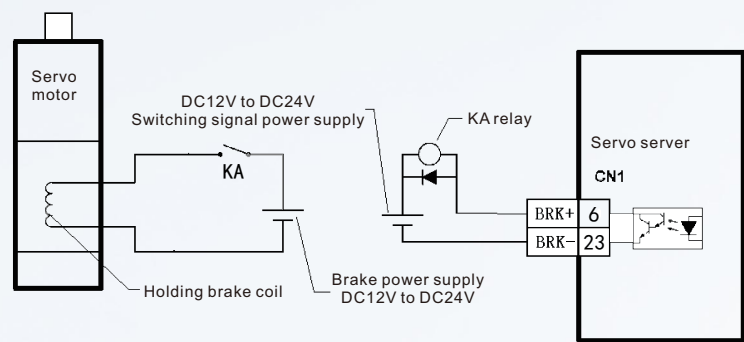 Servo
motor
DC12V to DC24V
Switching signal power supply
KA relay
Servo server
CN1
KA
BRK+ 6
BRK- 23
Brake power supply
DC12V to DC24V
Holding brake coil